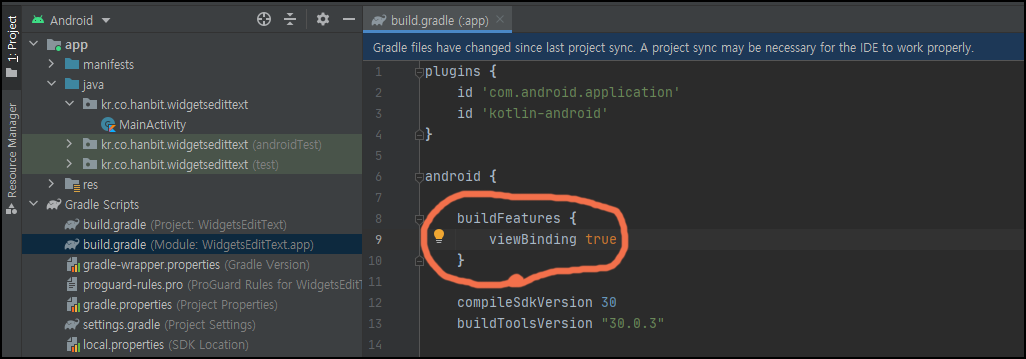 1: Project
Resource Manager
Android
app
manifests
java
kr.co.hanbit.widgetsedittext
MainActivity
kr.co.hanbit.widgetsedittext (androidTest)
kr.co.hanbit.widgetsedittext (test)
res
Gradle Scripts
build.gradle (Project: WidgetsEditText)
build.gradle (Module: WidgetsEditText.app)
gradle-wrapper.properties (Gradle Version)
proguard-rules.pro (ProGuard Rules for WidgetsEditT
gradle.properties (Project Properties)
settings.gradle (Project Settings)
local.properties (SDK Location)
build.gradle (:app)
Gradle files have changed since last project sync. A project sync may be necessary for the IDE to work properly.
1 plugins {
2 id 'com.android.application'
3 id 'kotlin-android'
4 }
5
6 android {
7
8 buildFeatures {
9 viewBinding true
10 }
11
12 compileSdkVersion 30
13 buildToolsVersion "30.0.3"
14